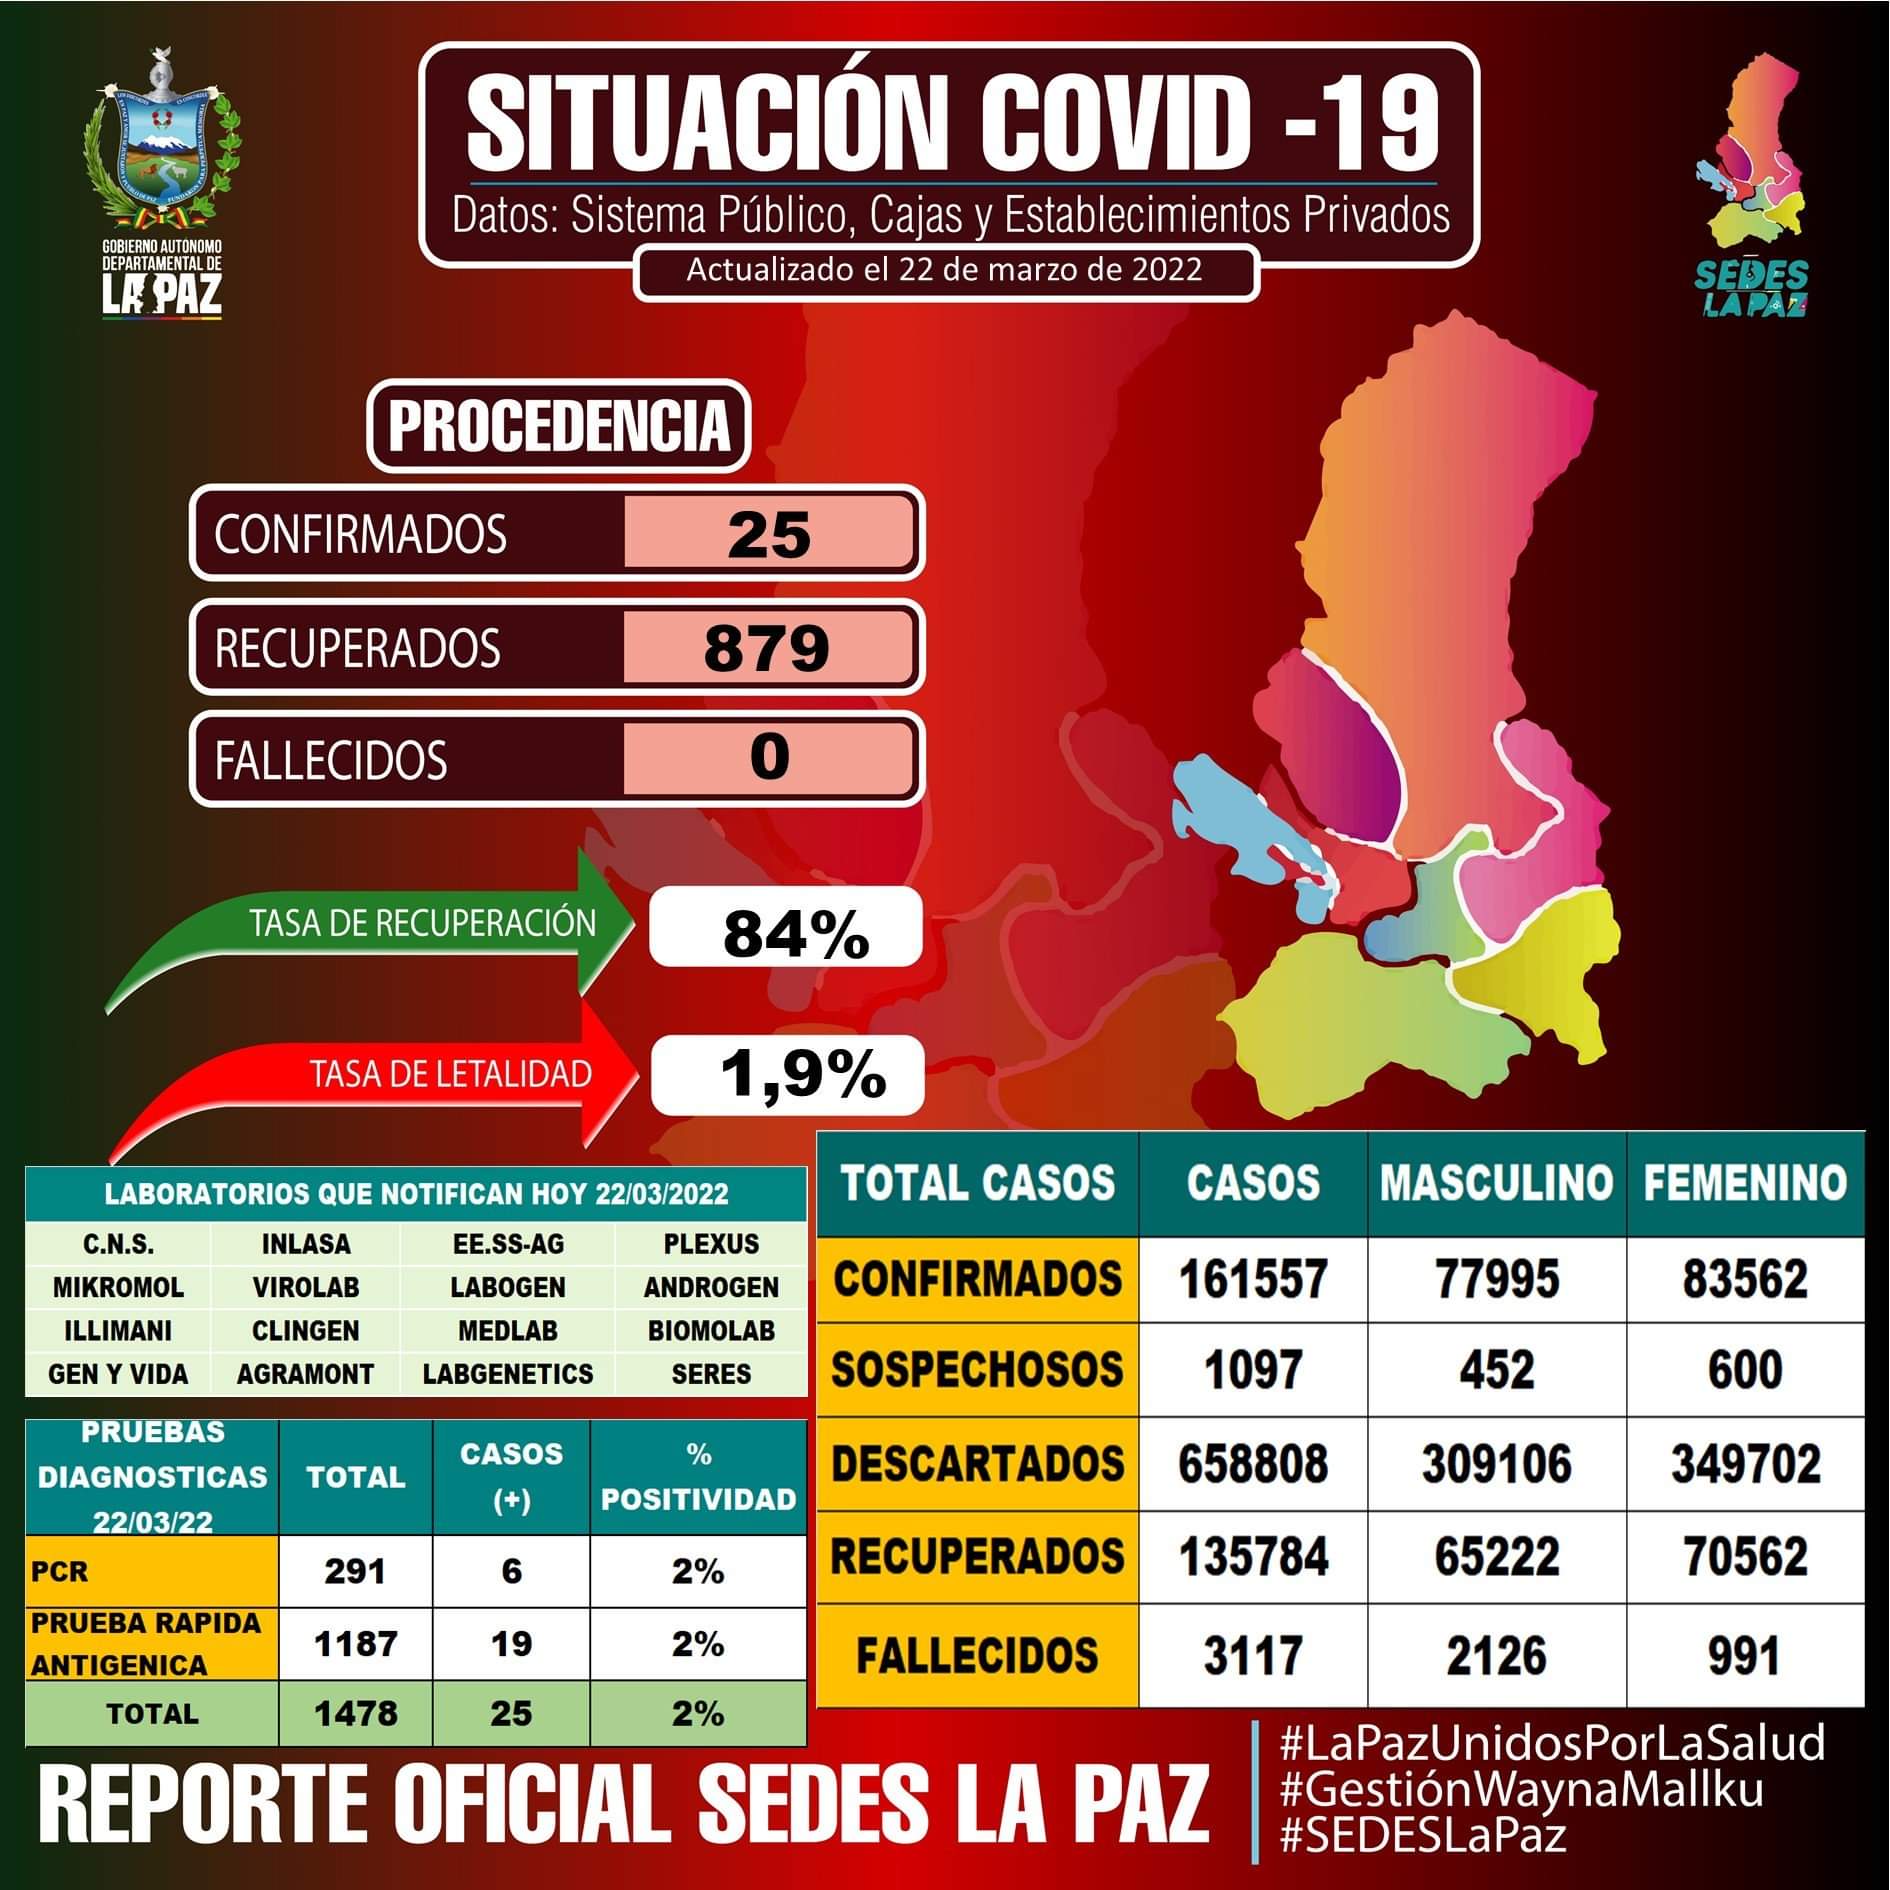 SITUACIÓN COVID -19
Datos: Sistema Público, Cajas y Establecimientos Privados
Actualizado el 22 de marzo de 2022
GOBIERNO AUTÓNOMO
DEPARTAMENTAL DE
LA PAZ
SEDES
LA PAZ
PROCEDENCIA
CONFIRMADOS 25
RECUPERADOS 879
FALLECIDOS 0
TASA DE RECUPERACIÓN 84%
TASA DE LETALIDAD 1,9%
LABORATORIOS QUE NOTIFICAN HOY 22/03/2022
C.N.S. INLASA EE.SS-AG PLEXUS
MIKROMOL VIROLAB LABOGEN ANDROGEN
ILLIMANI CLINGEN MEDLAB BIOMOLAB
GEN Y VIDA AGRAMONT LABGENETICS SERES
PRUEBAS
DIAGNOSTICAS
22/03/22
TOTAL
CASOS
(+)
%
POSITIVIDAD
PCR 291 6 2%
PRUEBA RAPIDA
ANTIGENICA
1187 19 2%
TOTAL 1478 25 2%
TOTAL CASOS CASOS MASCULINO FEMENINO
CONFIRMADOS 161557 77995 83562
SOSPECHOSOS 1097 452 600
DESCARTADOS 658808 309106 349702
RECUPERADOS 135784 65222 70562
FALLECIDOS 3117 2126 991
REPORTE OFICIAL SEDES LA PAZ
#LaPazUnidosPorLaSalud
#GestiónWaynaMallku
#SEDESLaPaz